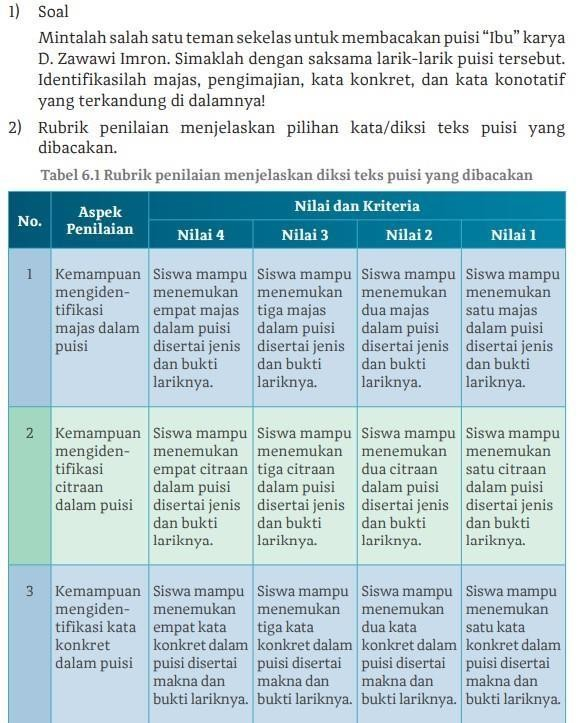 1) Soal
Mintalah salah satu teman sekelas untuk membacakan puisi “Ibu” karya
D. Zawawi Imron. Simaklah dengan saksama larik-larik puisi tersebut.
Identifikasilah majas, pengimajian, kata konkret, dan kata konotatif
yang terkandung di dalamnya!
2) Rubrik penilaian menjelaskan pilihan kata/diksi teks puisi yang
dibacakan.
Tabel 6.1 Rubrik penilaian menjelaskan diksi teks puisi yang dibacakan
No.
Aspek
Penilaian
Nilai dan Kriteria
Nilai 4
Nilai 3
Nilai 2
Nilai 1
1
Kemampuan
mengiden-
tifikasi
majas dalam
puisi
Siswa mampu
menemukan
empat majas
dalam puisi
disertai jenis
dan bukti
lariknya.
Siswa mampu
menemukan
tiga majas
dalam puisi
disertai jenis
dan bukti
lariknya.
Siswa mampu
menemukan
dua majas
dalam puisi
disertai jenis
dan bukti
lariknya.
Siswa mampu
menemukan
satu majas
dalam puisi
disertai jenis
dan bukti
lariknya.
2
Kemampuan
mengiden-
tifikasi
citraan
dalam puisi
Siswa mampu
menemukan
empat citraan
dalam puisi
disertai jenis
dan bukti
lariknya.
Siswa mampu
menemukan
tiga citraan
dalam puisi
disertai jenis
dan bukti
lariknya.
Siswa mampu
menemukan
dua citraan
dalam puisi
disertai jenis
dan bukti
lariknya.
Siswa mampu
menemukan
satu citraan
dalam puisi
disertai jenis
dan bukti
lariknya.
3
Kemampuan
mengiden-
tifikasi kata
konkret
dalam puisi
Siswa mampu
menemukan
empat kata
konkret dalam
puisi disertai
makna dan
bukti lariknya.
Siswa mampu
menemukan
tiga kata
konkret dalam
puisi disertai
makna dan
bukti lariknya.
Siswa mampu
menemukan
dua kata
konkret dalam
puisi disertai
makna dan
bukti lariknya.
Siswa mampu
menemukan
satu kata
konkret dalam
puisi disertai
makna dan
bukti lariknya.